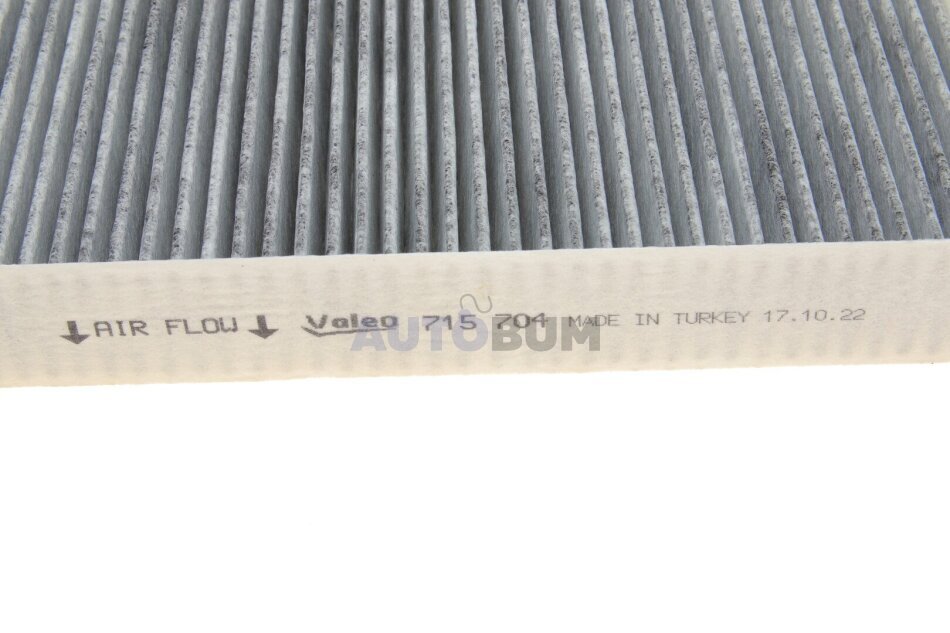 ↓AIR FLOW↓ Valeo 715 704 MADE IN TURKEY 17.10.22
AUTOBUM